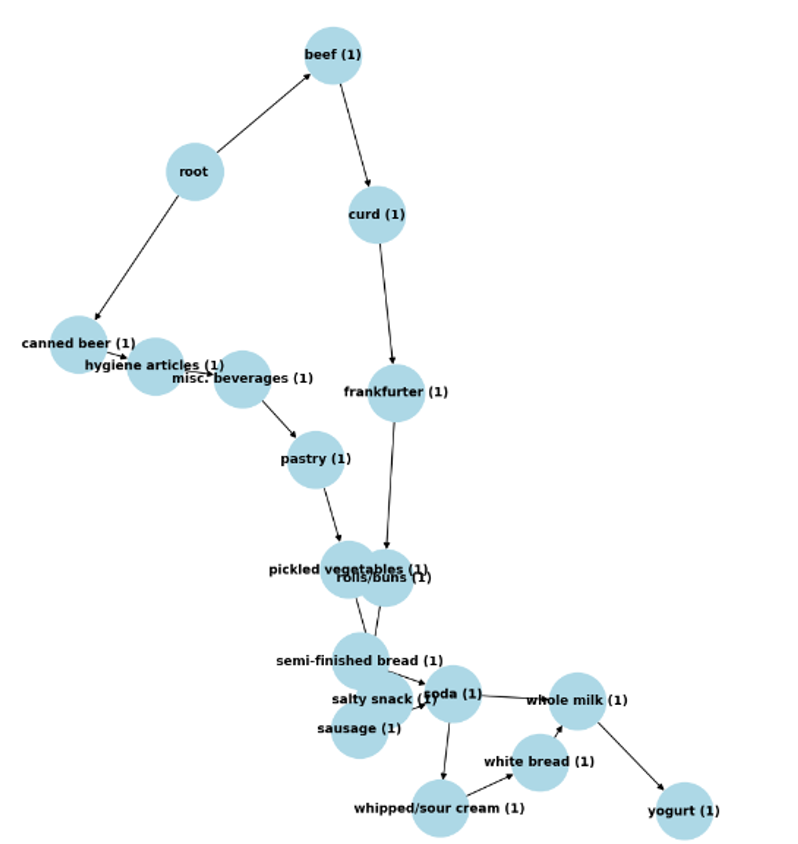 beef (1)
root
curd (1)
canned beer (1)
hygiene articles (1)
misc. beverages (1)
frankfurter (1)
pastry (1)
pickled vegetables (1)
rolls/buns (1)
semi-finished bread (1)
soda (1)
salty snack (1)
whole milk (1)
sausage (1)
white bread (1)
whipped/sour cream (1)
yogurt (1)